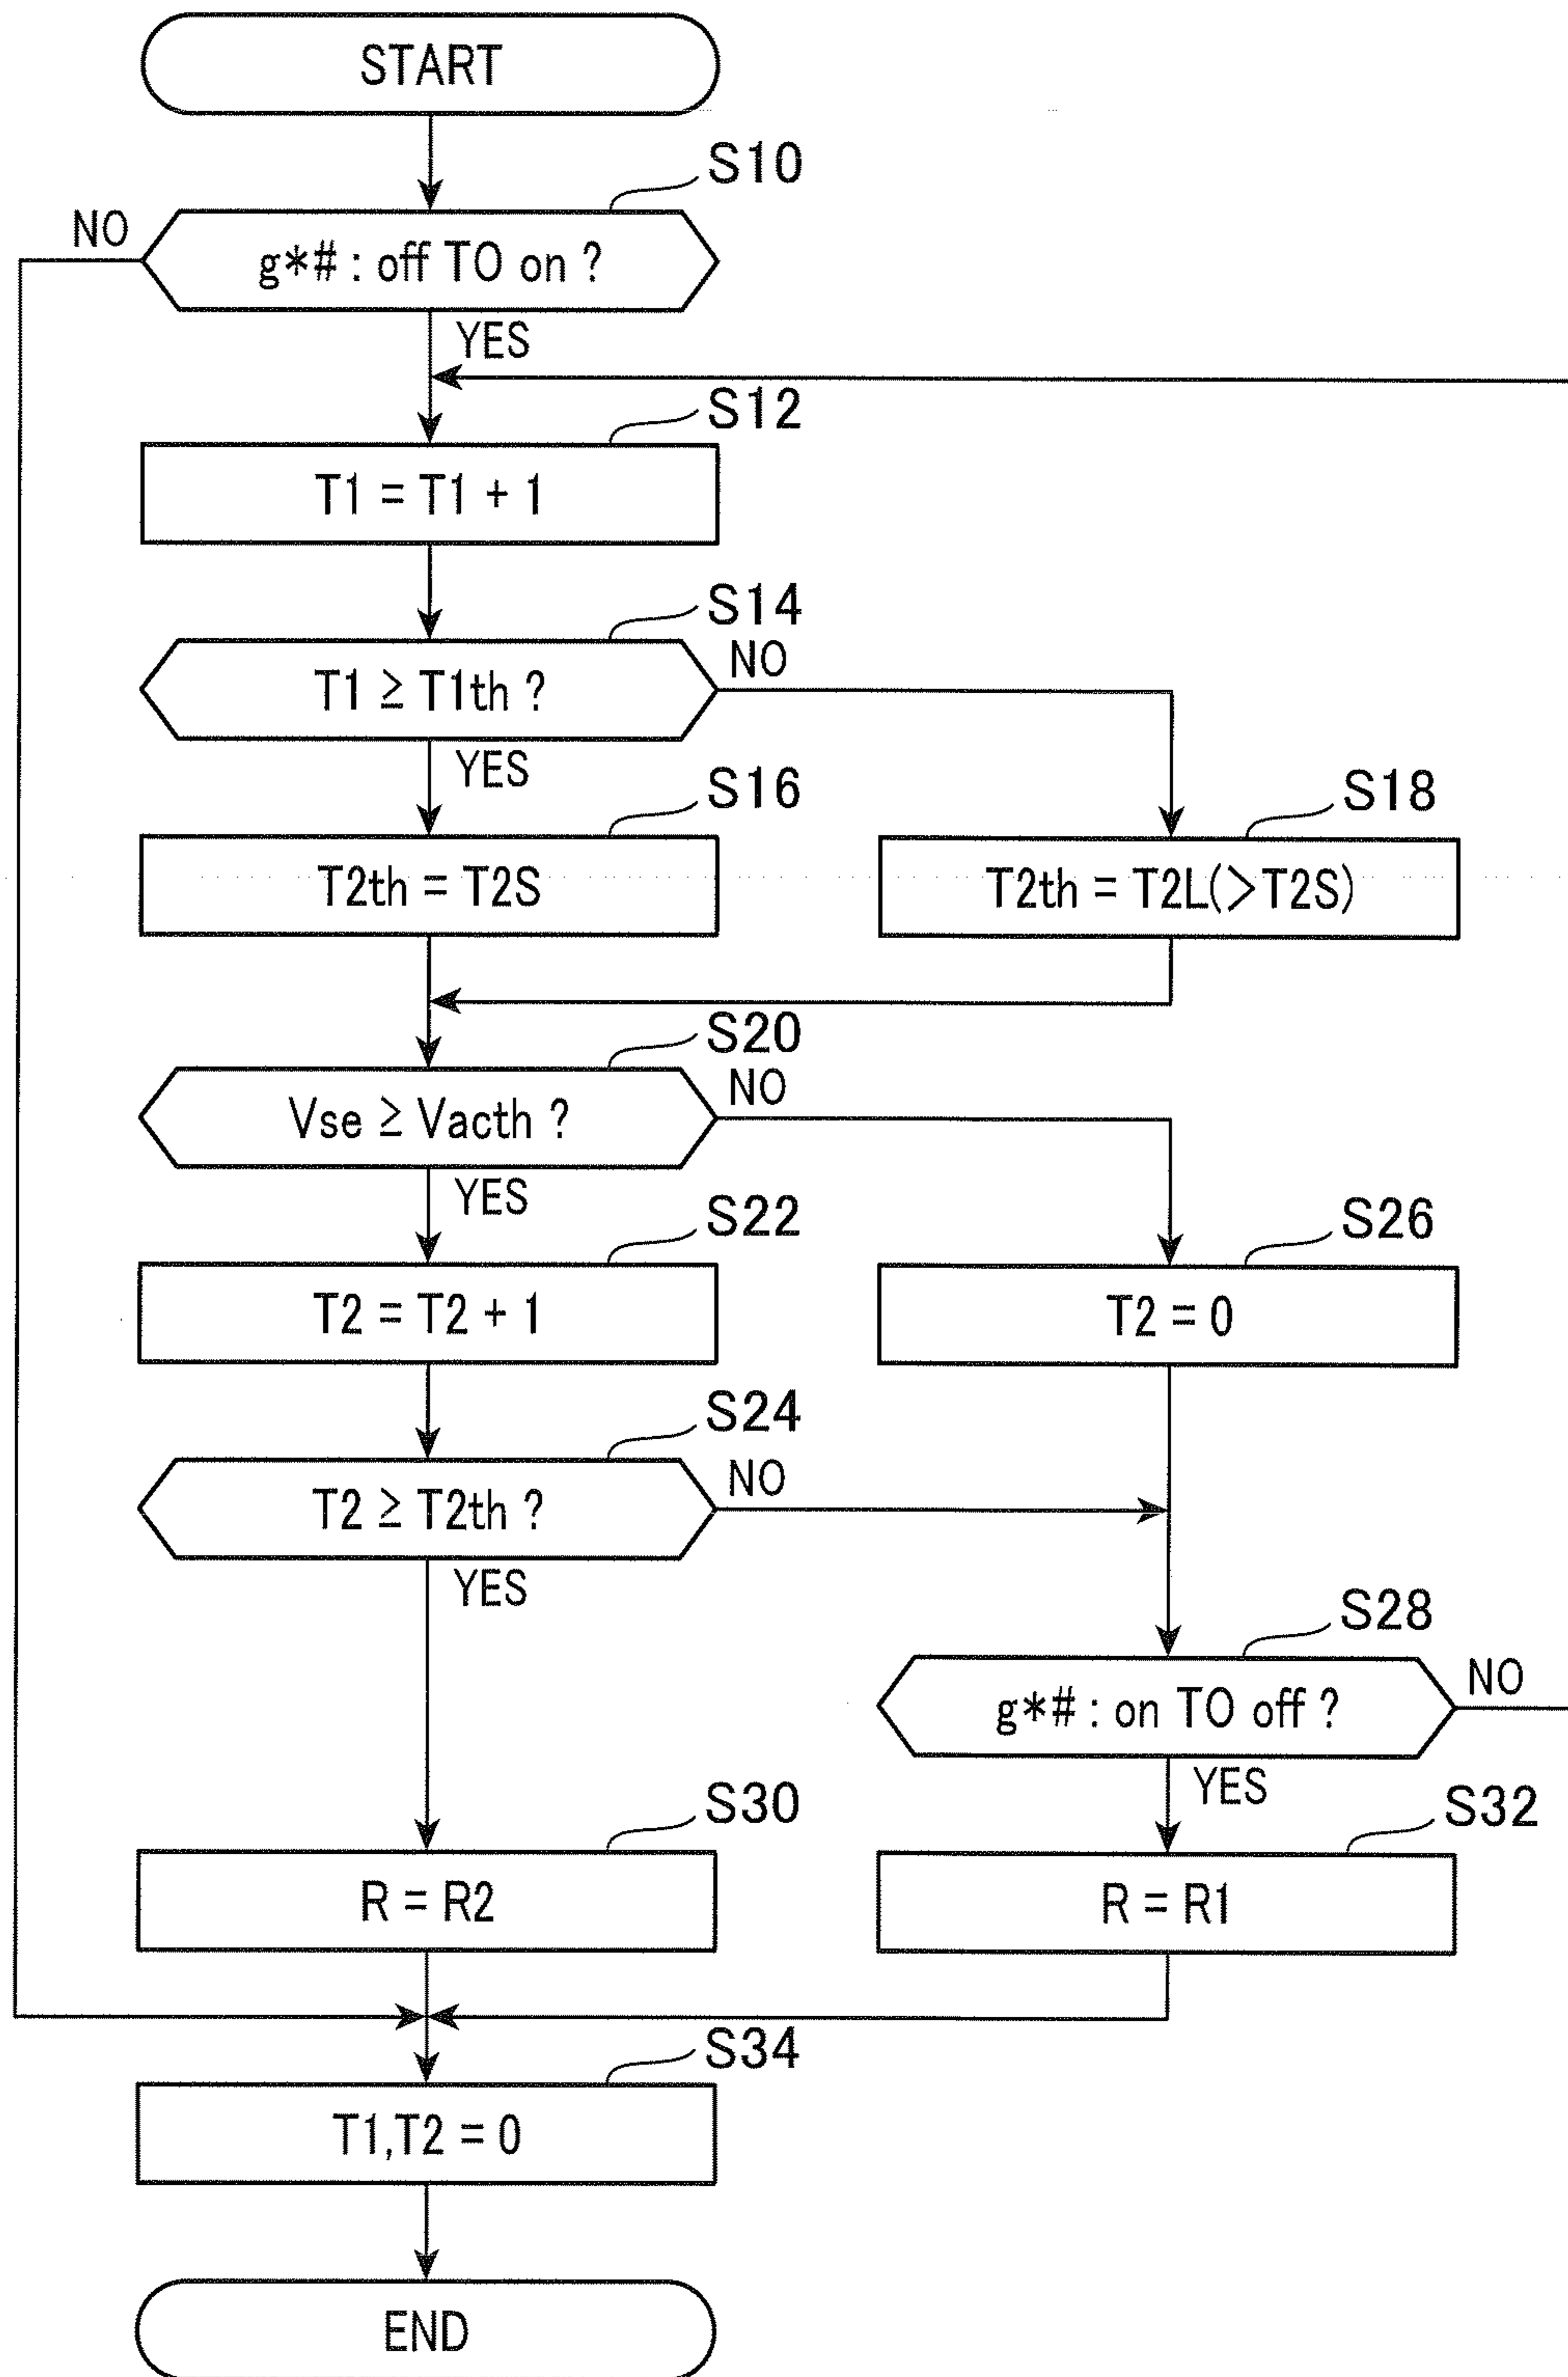 START
S10
NO
g*# : off TO on ?
YES
S12
T1 = T1 + 1
S14
T1 ≥ T1th ?
NO
YES
S16
T2th = T2S
S18
T2th = T2L(>T2S)
S20
Vse ≥ Vacth ?
NO
YES
S22
T2 = T2 + 1
S26
T2 = 0
S24
T2 ≥ T2th ?
NO
YES
S28
g*# : on TO off ?
NO
YES
S30
R = R2
S32
R = R1
S34
T1,T2 = 0
END